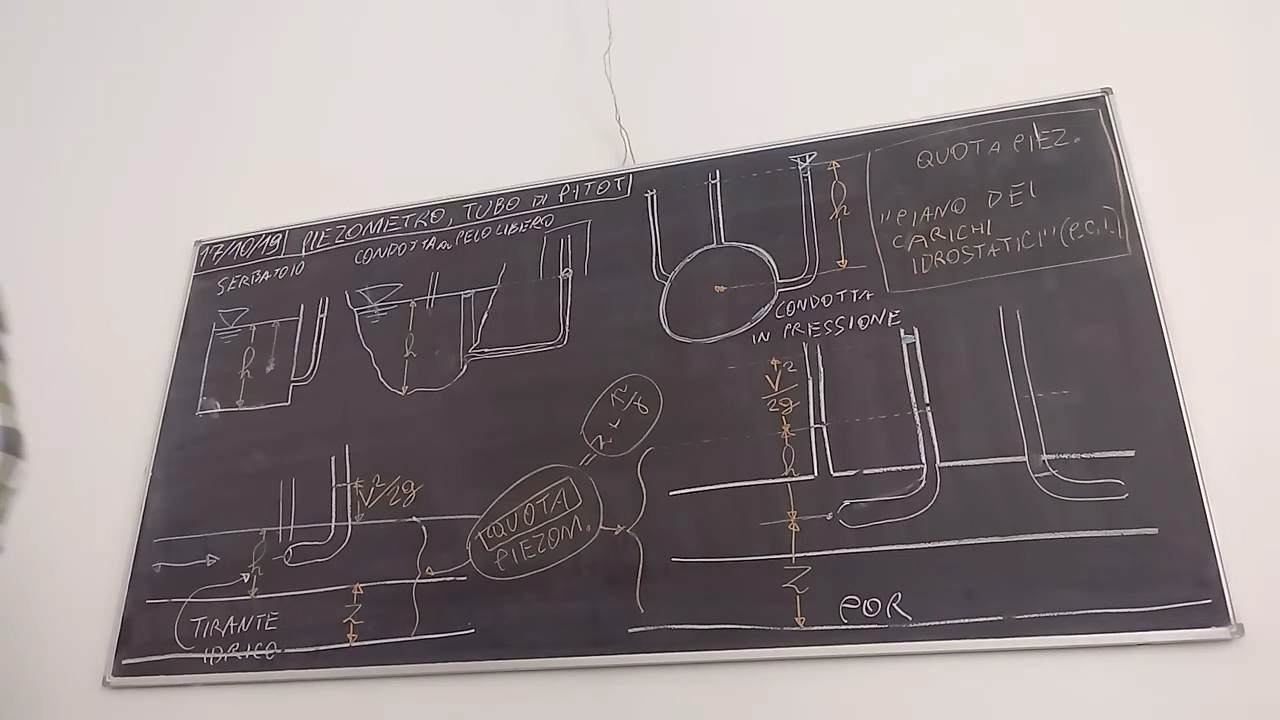 17/10/19 PIEZOMETRO, TUBO DI PITOT
SERBATOIO
CONDOTTA a PELO LIBERO
h
h
h
CONDOTTA
IN PRESSIONE
QUOTA PIEZ.
"PIANO DEI
CARICHI
IDROSTATICI" (P.C.I.)
V²/2g
h
TIRANTE
IDRICO
Z
QUOTA
PIEZOM.
=
z + p/γ
V²
2g
h
Z
POR